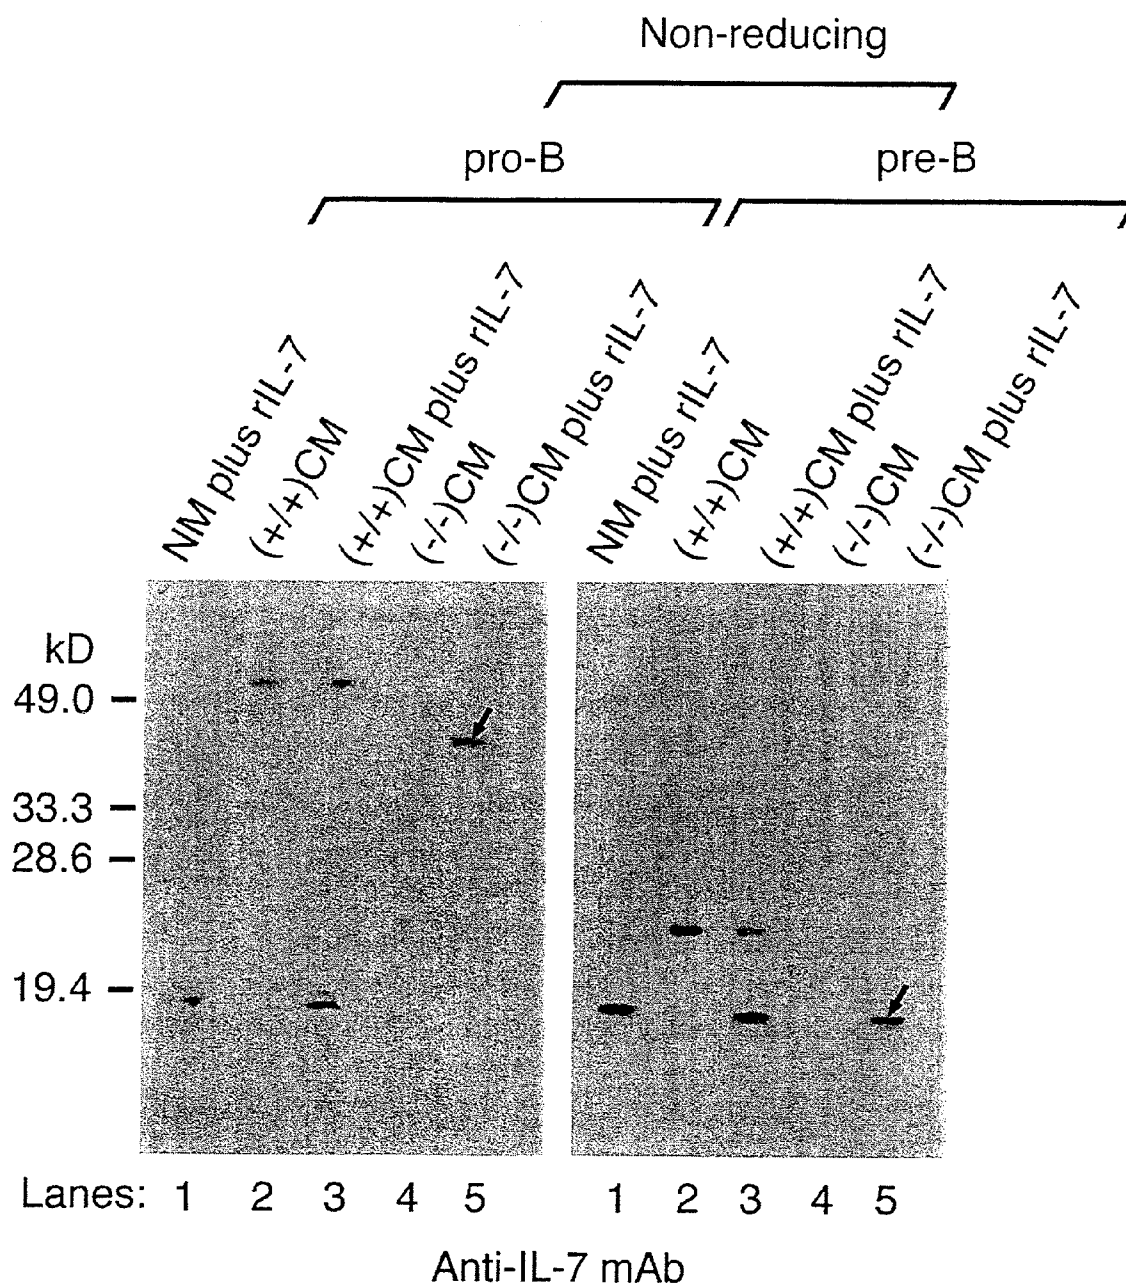 Non-reducing
pro-B
pre-B
NM plus rIL-7
(+/+)CM
(+/+)CM plus rIL-7
(-/-)CM
(-/-)CM plus rIL-7
NM plus rIL-7
(+/+)CM
(+/+)CM plus rIL-7
(-/-)CM
(-/-)CM plus rIL-7
kD
49.0
33.3
28.6
19.4
Lanes: 1 2 3 4 5 1 2 3 4 5
Anti-IL-7 mAb